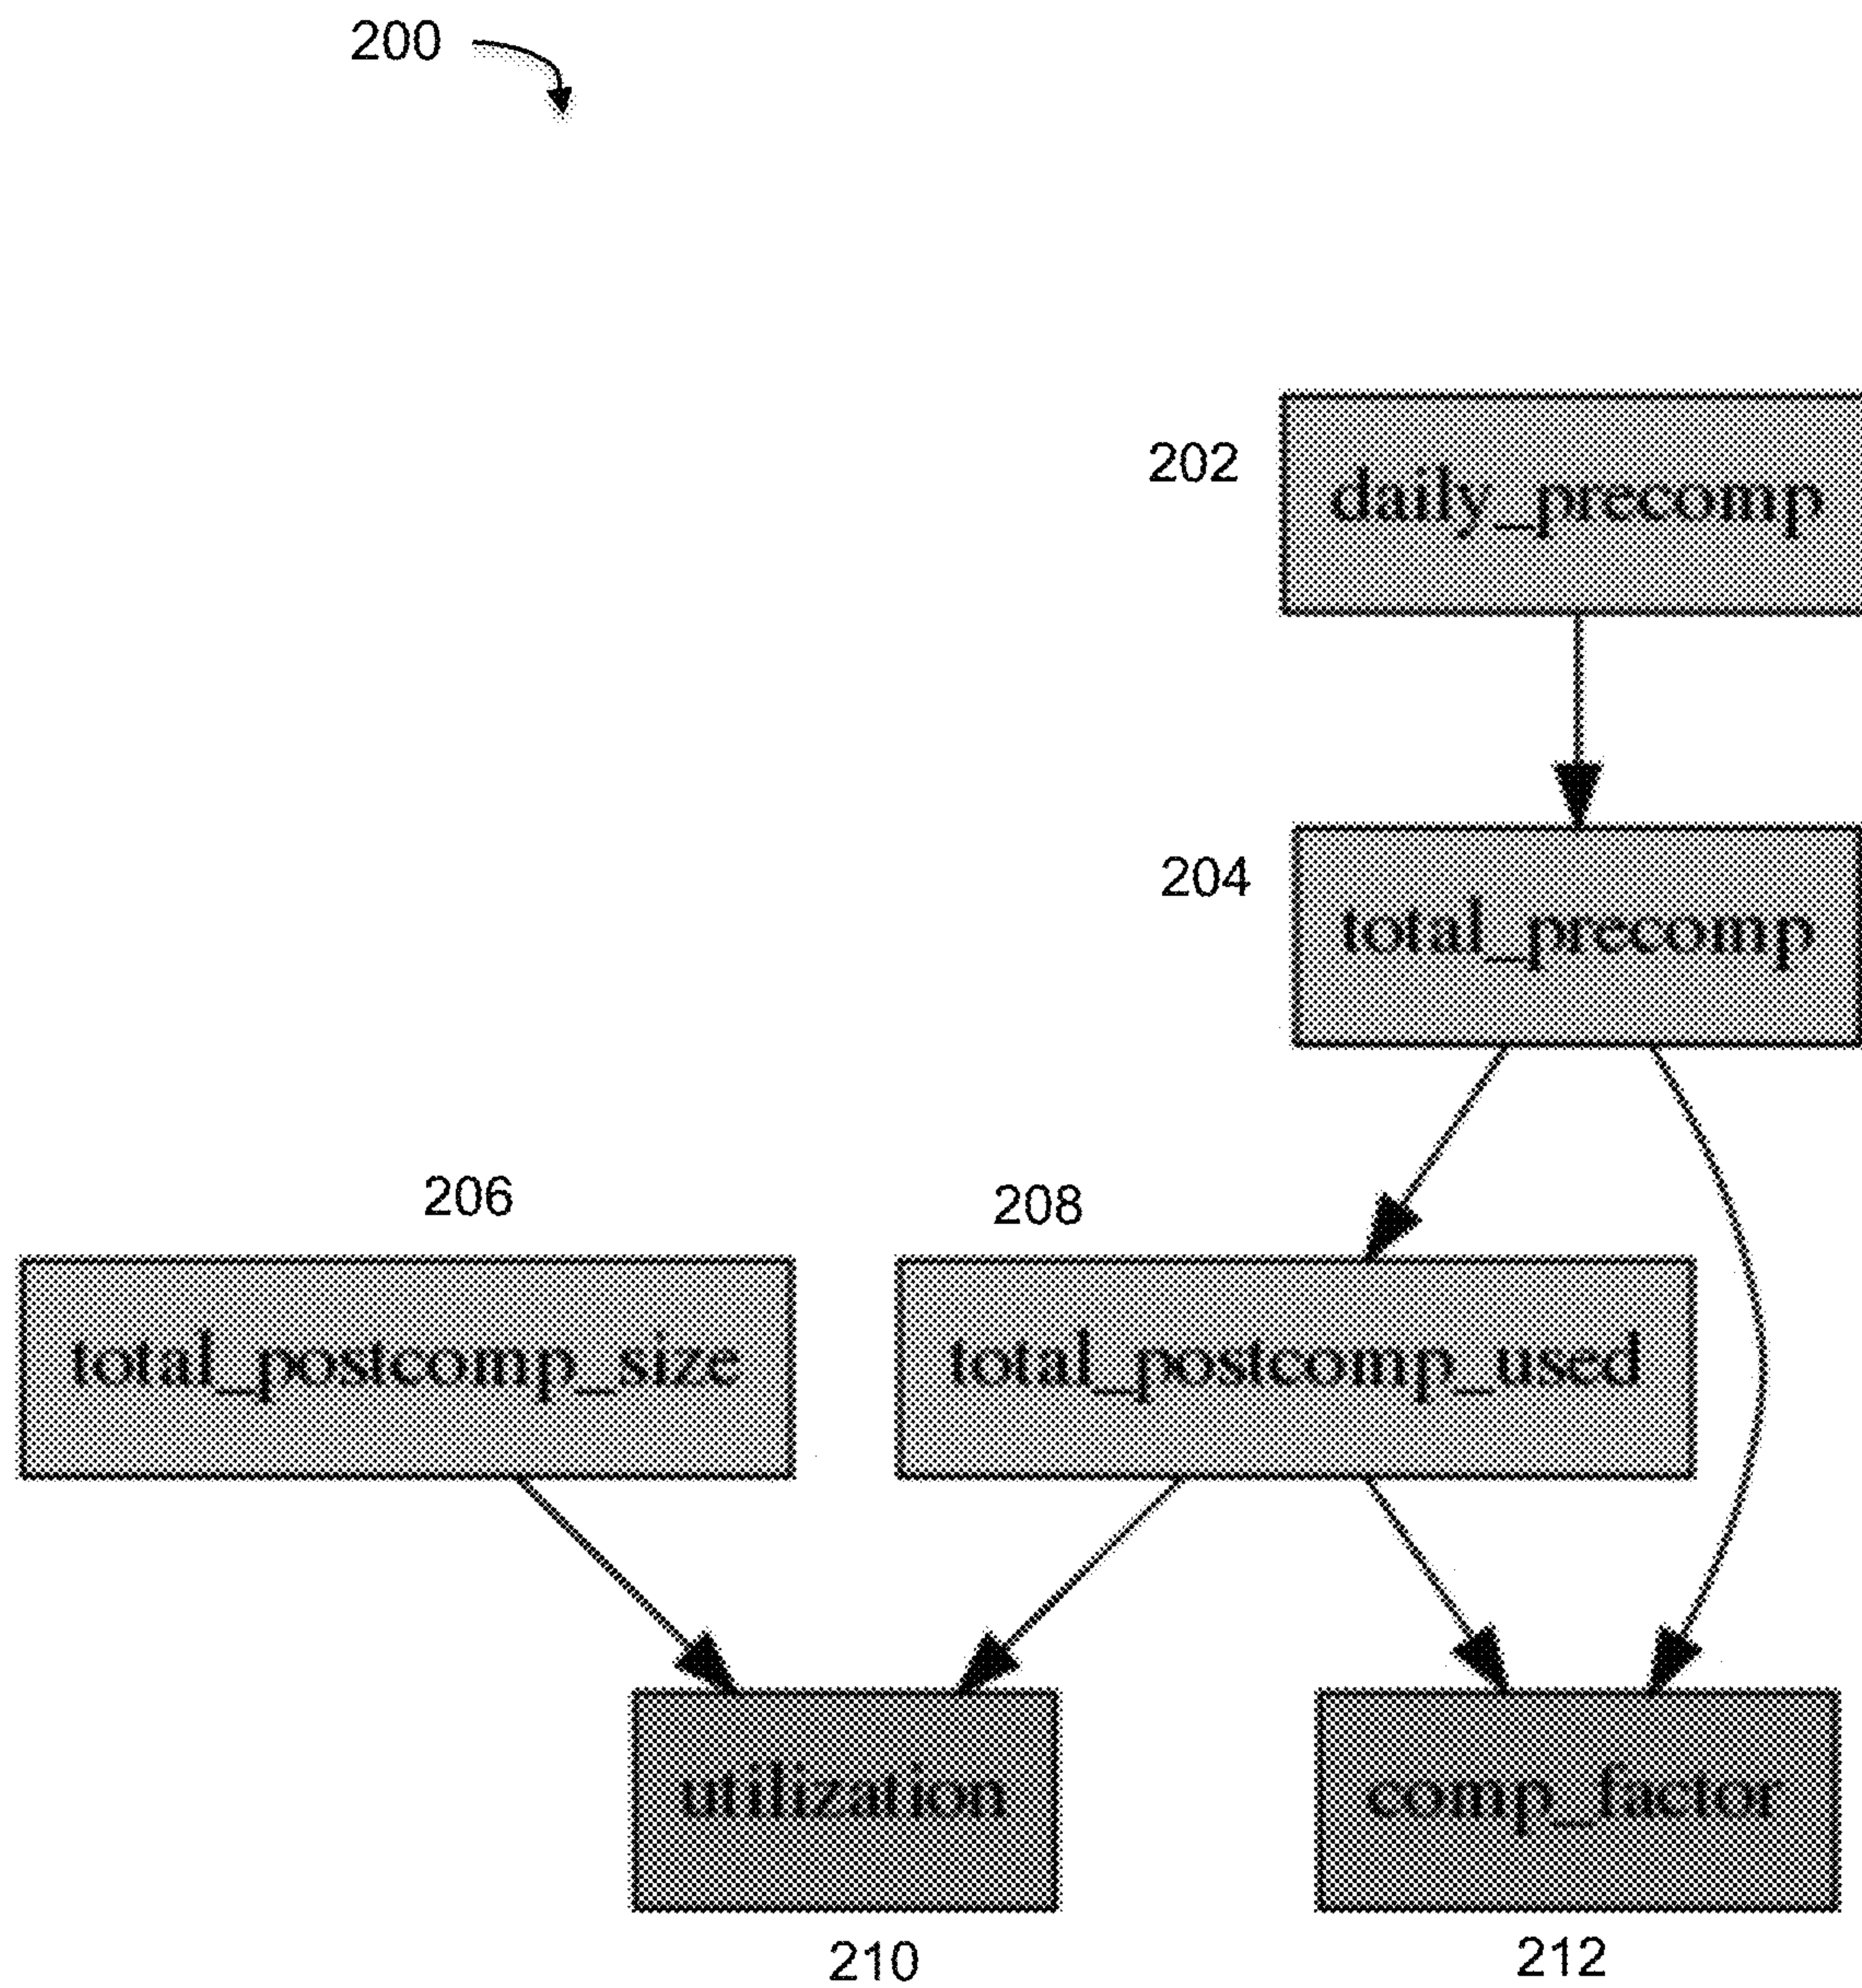 200
202
daily_precomp
204
total_precomp
206
208
total_postcomp_size
total_postcomp_used
utilization
comp_factor
210
212